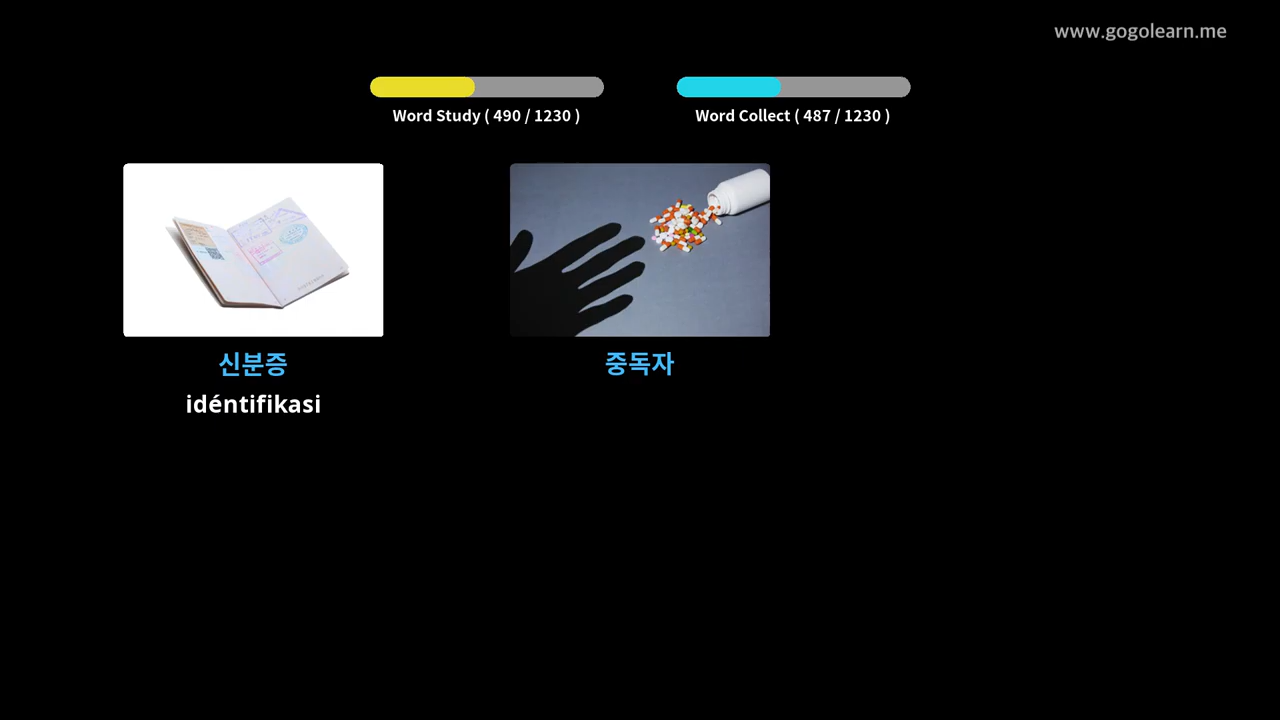 www.gogolearn.me
Word Study ( 490 / 1230 )
Word Collect ( 487 / 1230 )
신분증
중독자
idéntifikasi